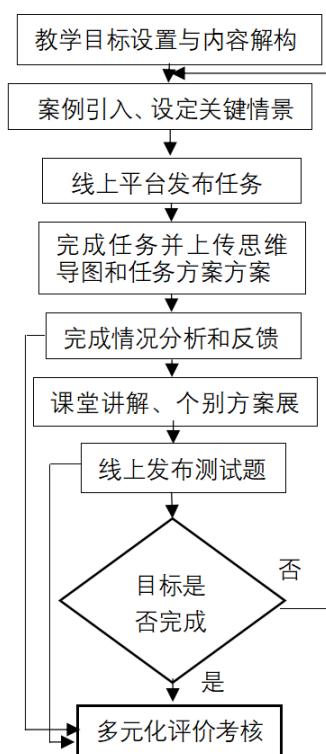 教学目标设置与内容解构
案例引入、设定关键情景
线上平台发布任务
完成任务并上传思维
导图和任务方案方案
完成情况分析和反馈
课堂讲解、个别方案展
线上发布测试题
目标是
否完成
否
是
多元化评价考核